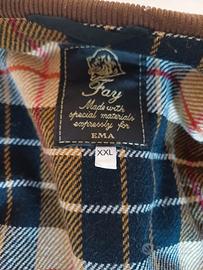 Fay
Made with
special materials
expressly for
EMA
XXL